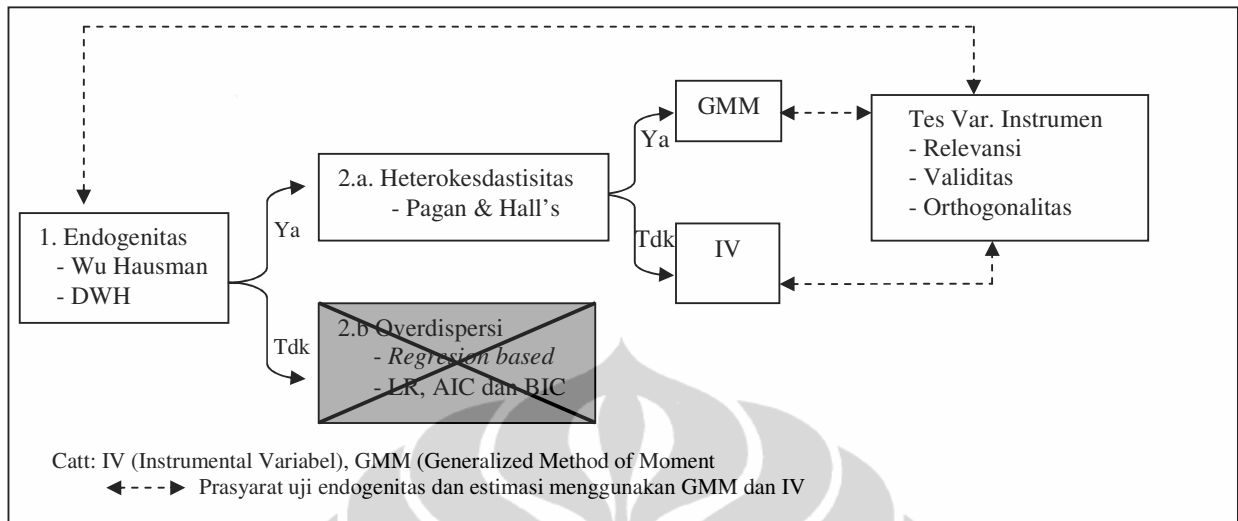 1. Endogenitas
- Wu Hausman
- DWH
Ya
Tdk
2.a. Heterokesdastisitas
- Pagan & Hall's
2.b Overdispersi
- Regresion based
- LR, AIC dan BIC
Ya
Tdk
GMM
IV
Tes Var. Instrumen
- Relevansi
- Validitas
- Orthogonalitas
Catt: IV (Instrumental Variabel), GMM (Generalized Method of Moment
Prasyarat uji endogenitas dan estimasi menggunakan GMM dan IV